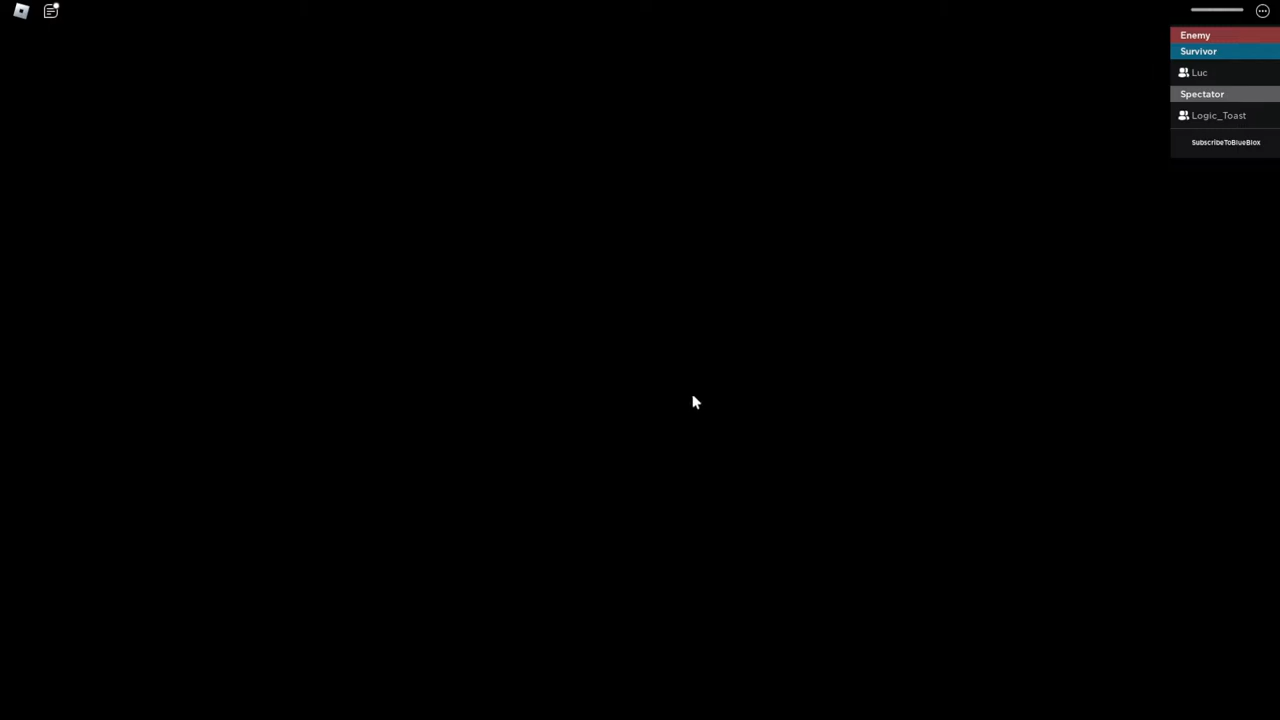 Enemy
Survivor
Luc
Spectator
Logic_Toast
SubscribeToBlueBlox